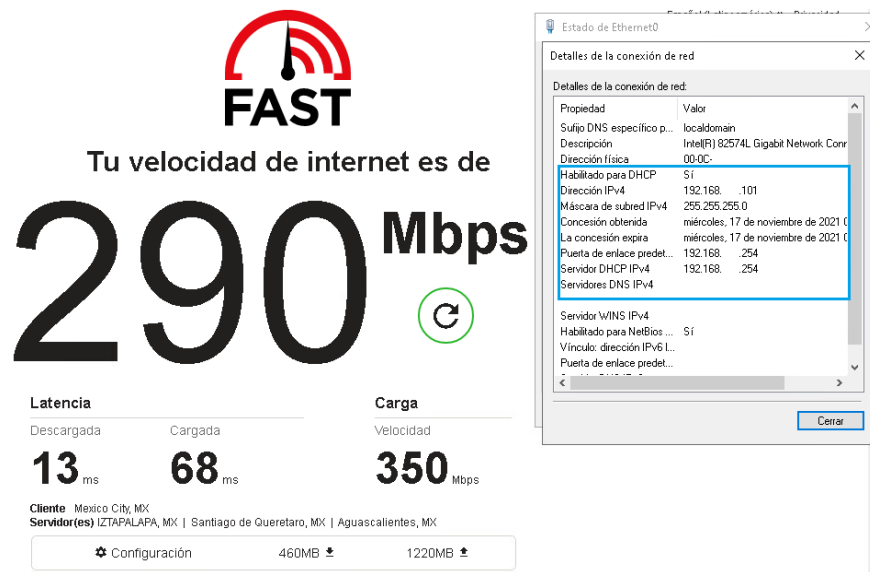 FAST
Tu velocidad de internet es de
290 Mbps
Latencia
Carga
Descargada
Cargada
Velocidad
13 ms
68 ms
350 Mbps
Cliente Mexico City, MX
Servidor(es) IZTAPALAPA, MX | Santiago de Queretaro, MX | Aguascalientes, MX
Configuración
460MB
1220MB
Estado de Ethernet0
Detalles de la conexión de red
Detalles de la conexión de red:
Propiedad Valor
Sufijo DNS específico p... localdomain
Descripción Intel(R) 82574L Gigabit Network Conr
Dirección física 00-0C-
Habilitado para DHCP Sí
Dirección IPv4 192.168. .101
Máscara de subred IPv4 255.255.255.0
Concesión obtenida miércoles, 17 de noviembre de 2021 0
La concesión expira miércoles, 17 de noviembre de 2021 0
Puerta de enlace predet... 192.168. .254
Servidor DHCP IPv4 192.168. .254
Servidores DNS IPv4
Servidor WINS IPv4
Habilitado para NetBios ... Sí
Vínculo: dirección IPv6 l...
Puerta de enlace predet...
Cerrar